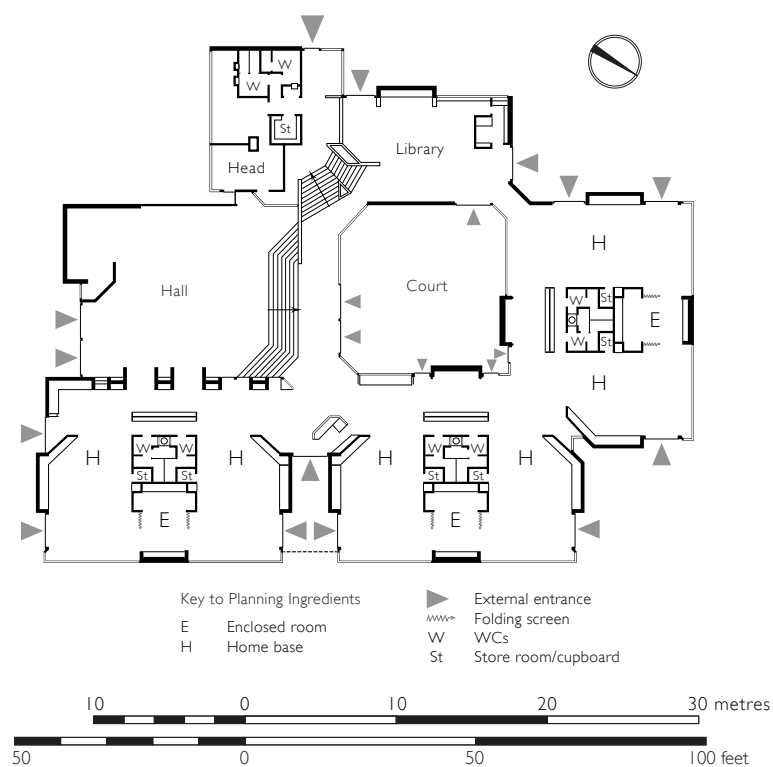 W
W
St
Head
Library
H
Hall
Court
W
St
E
W
St
H
W
W
W
W
H
H
H
H
St
St
St
St
E
E
Key to Planning Ingredients
E Enclosed room
H Home base
External entrance
Folding screen
W WCs
St Store room/cupboard
10 0 10 20 30 metres
50 0 50 100 feet